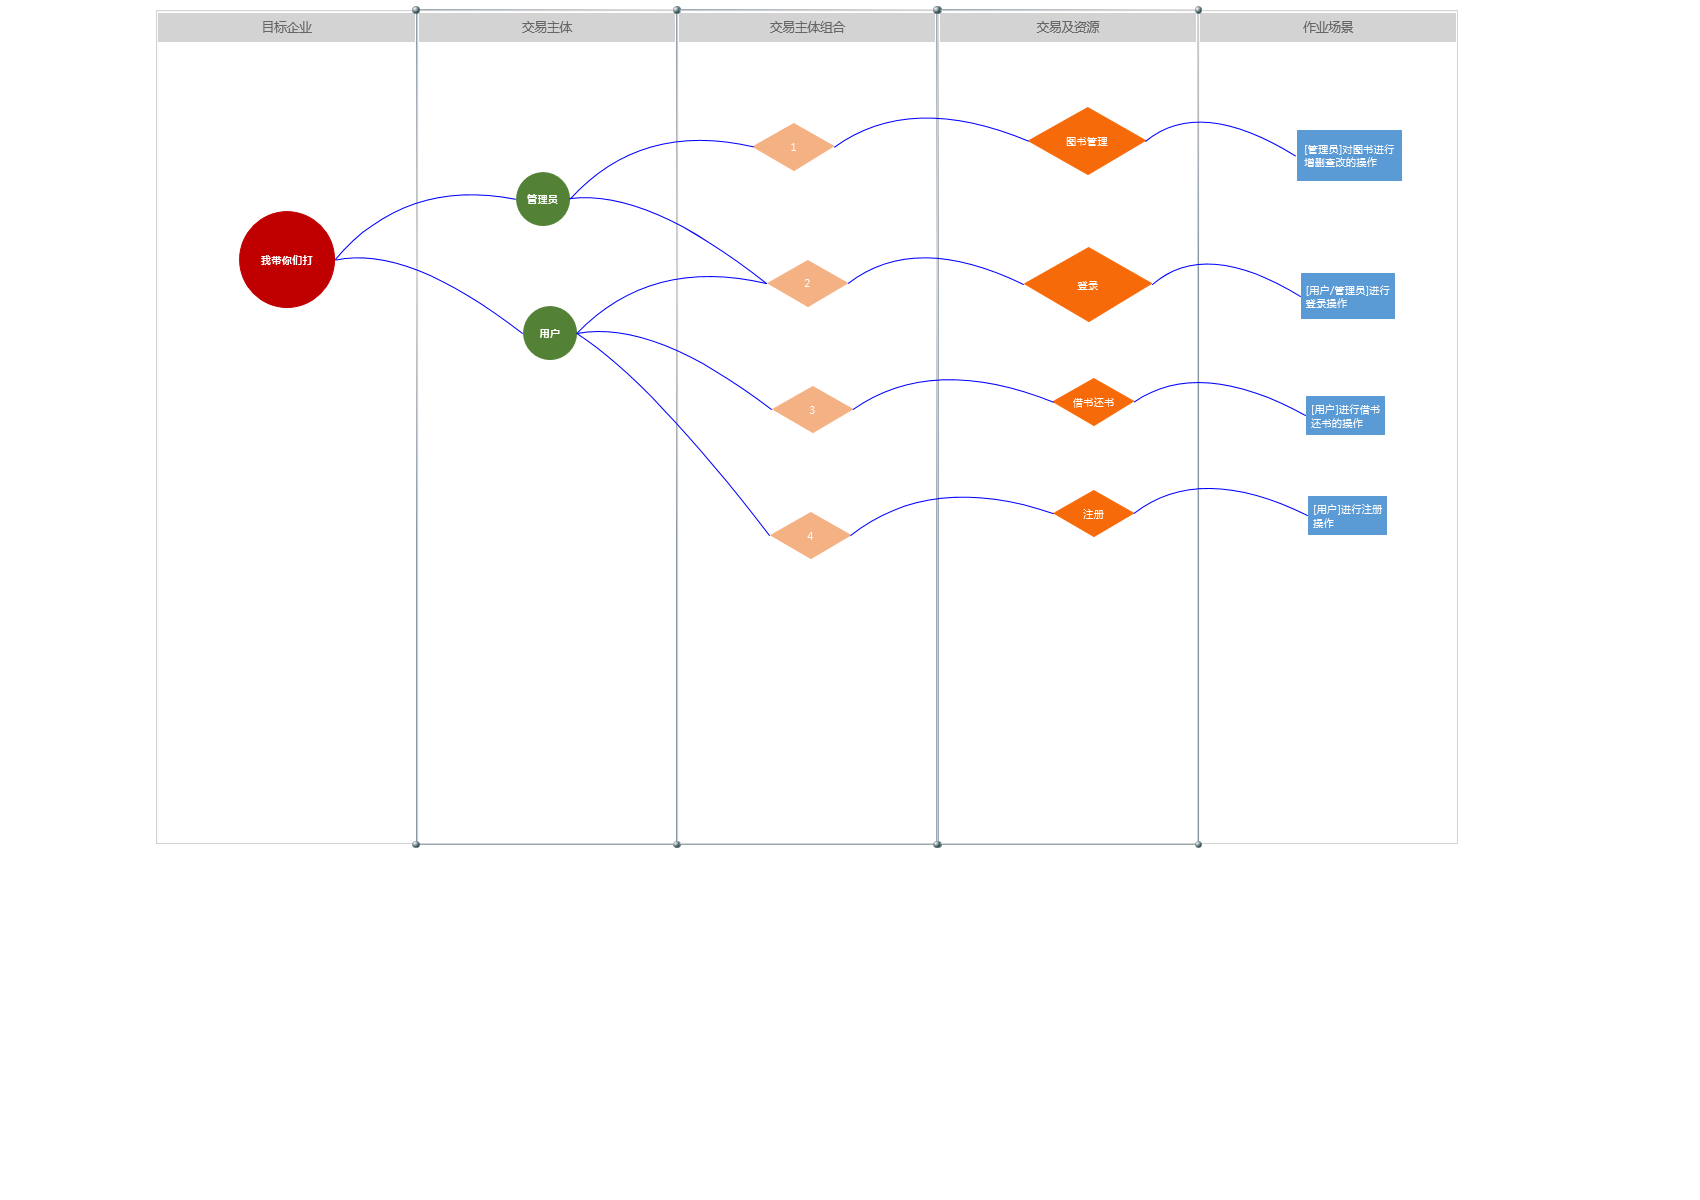 目标企业
交易主体
交易主体组合
交易及资源
作业场景
我带你们打
管理员
用户
1
2
3
4
图书管理
登录
借书还书
注册
[管理员]对图书进行
增删查改的操作
[用户/管理员]进行
登录操作
[用户]进行借书
还书的操作
[用户]进行注册
操作